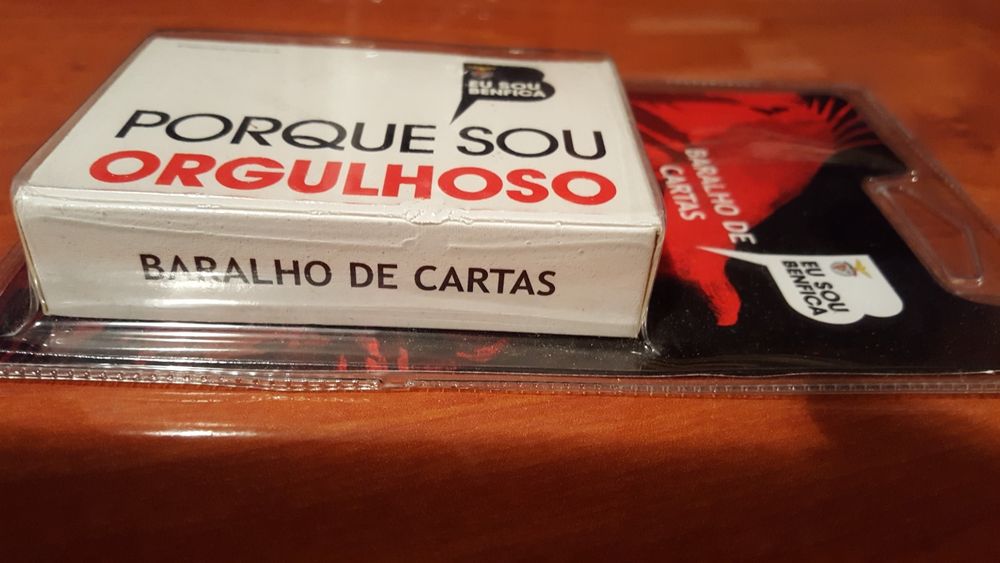 EU SOU
BENFICA
PORQUE SOU
ORGULHOSO
BARALHO DE CARTAS
BARALHO DE
CARTAS
EU SOU
BENFICA